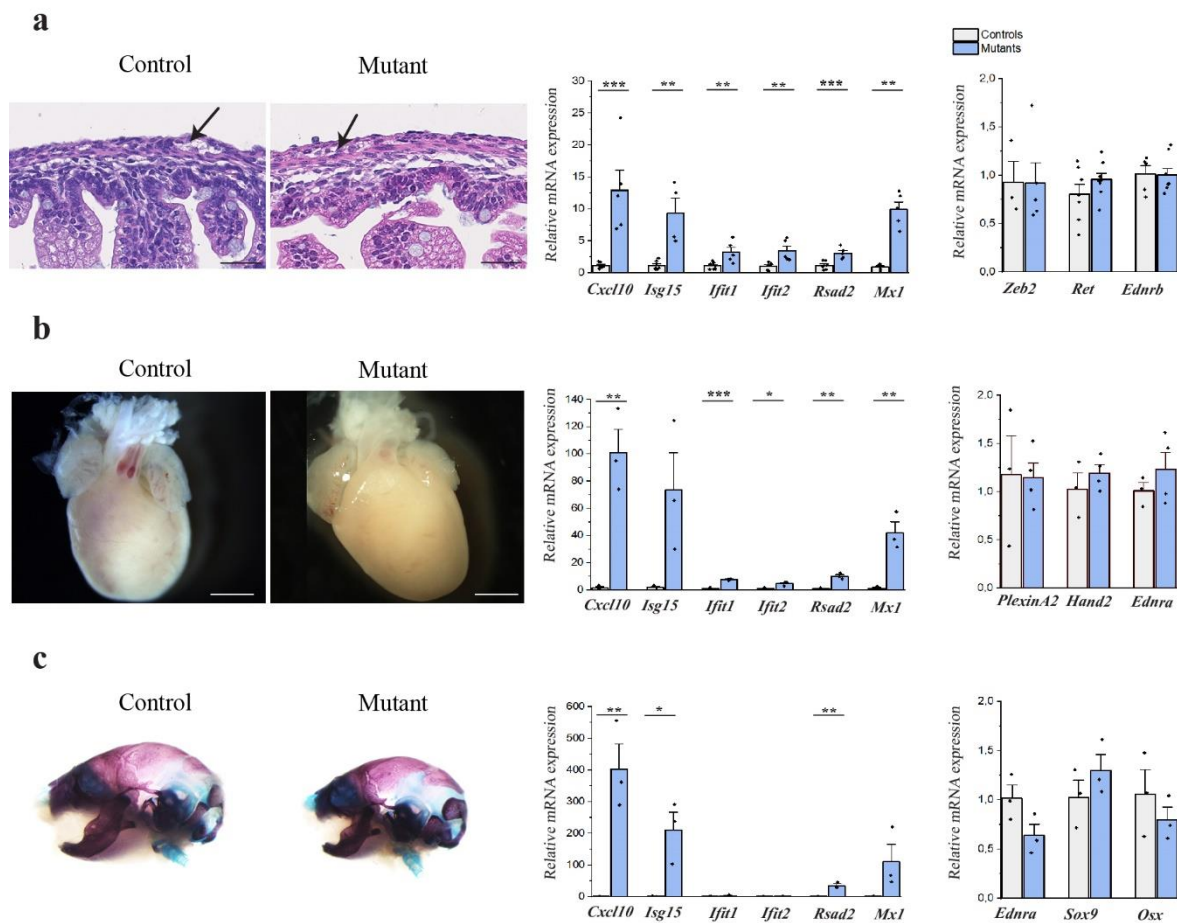 a
Control
Mutant
Controls
Mutants
*** ** ** ** *** **
Relative mRNA expression
30
25
20
15
10
5
0
Cxcl10 Isg15 Ifit1 Ifit2 Rsad2 Mx1
Relative mRNA expression
2,0
1,5
1,0
0,5
0,0
Zeb2 Ret Ednrb
b
Control
Mutant
** *** * ** **
Relative mRNA expression
140
120
100
80
60
40
20
0
Cxcl10 Isg15 Ifit1 Ifit2 Rsad2 Mx1
Relative mRNA expression
2,0
1,5
1,0
0,5
0,0
PlexinA2 Hand2 Ednra
c
Control
Mutant
** * **
Relative mRNA expression
600
500
400
300
200
100
0
Cxcl10 Isg15 Ifit1 Ifit2 Rsad2 Mx1
Relative mRNA expression
2,0
1,5
1,0
0,5
0,0
Ednra Sox9 Osx